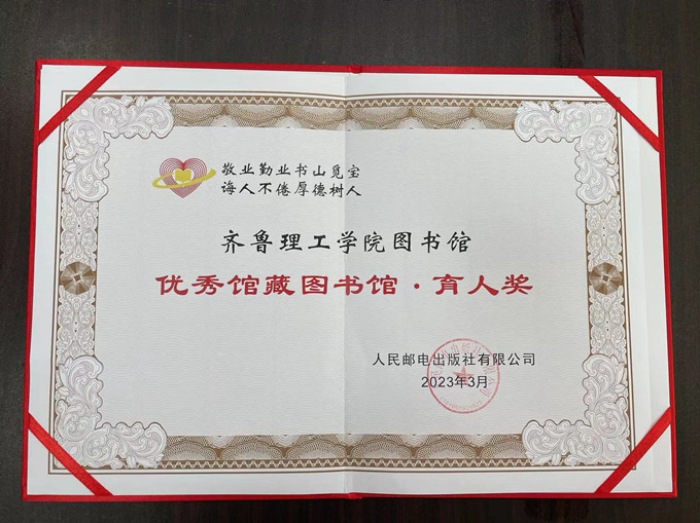 敬业勤业书山觅宝
诲人不倦厚德树人
齐鲁理工学院图书馆
优秀馆藏图书馆·育人奖
人民邮电出版社有限公司
2023年3月